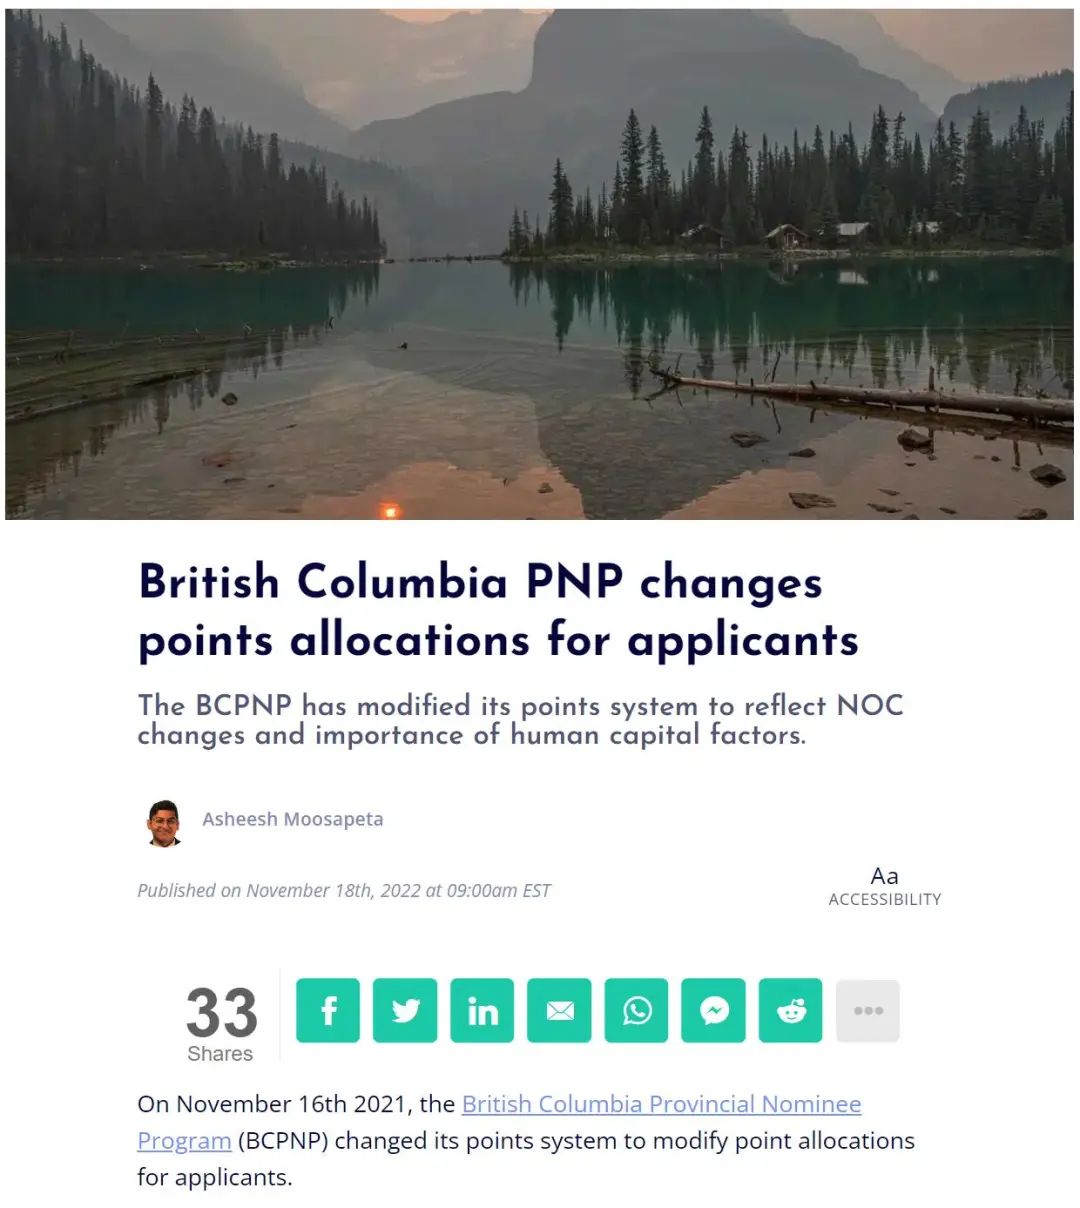 British Columbia PNP changes
points allocations for applicants
The BCPNP has modified its points system to reflect NOC
changes and importance of human capital factors.
Asheesh Moosapeta
Published on November 18th, 2022 at 09:00am EST
Aa
ACCESSIBILITY
33
Shares
On November 16th 2021, the British Columbia Provincial Nominee
Program (BCPNP) changed its points system to modify point allocations
for applicants.